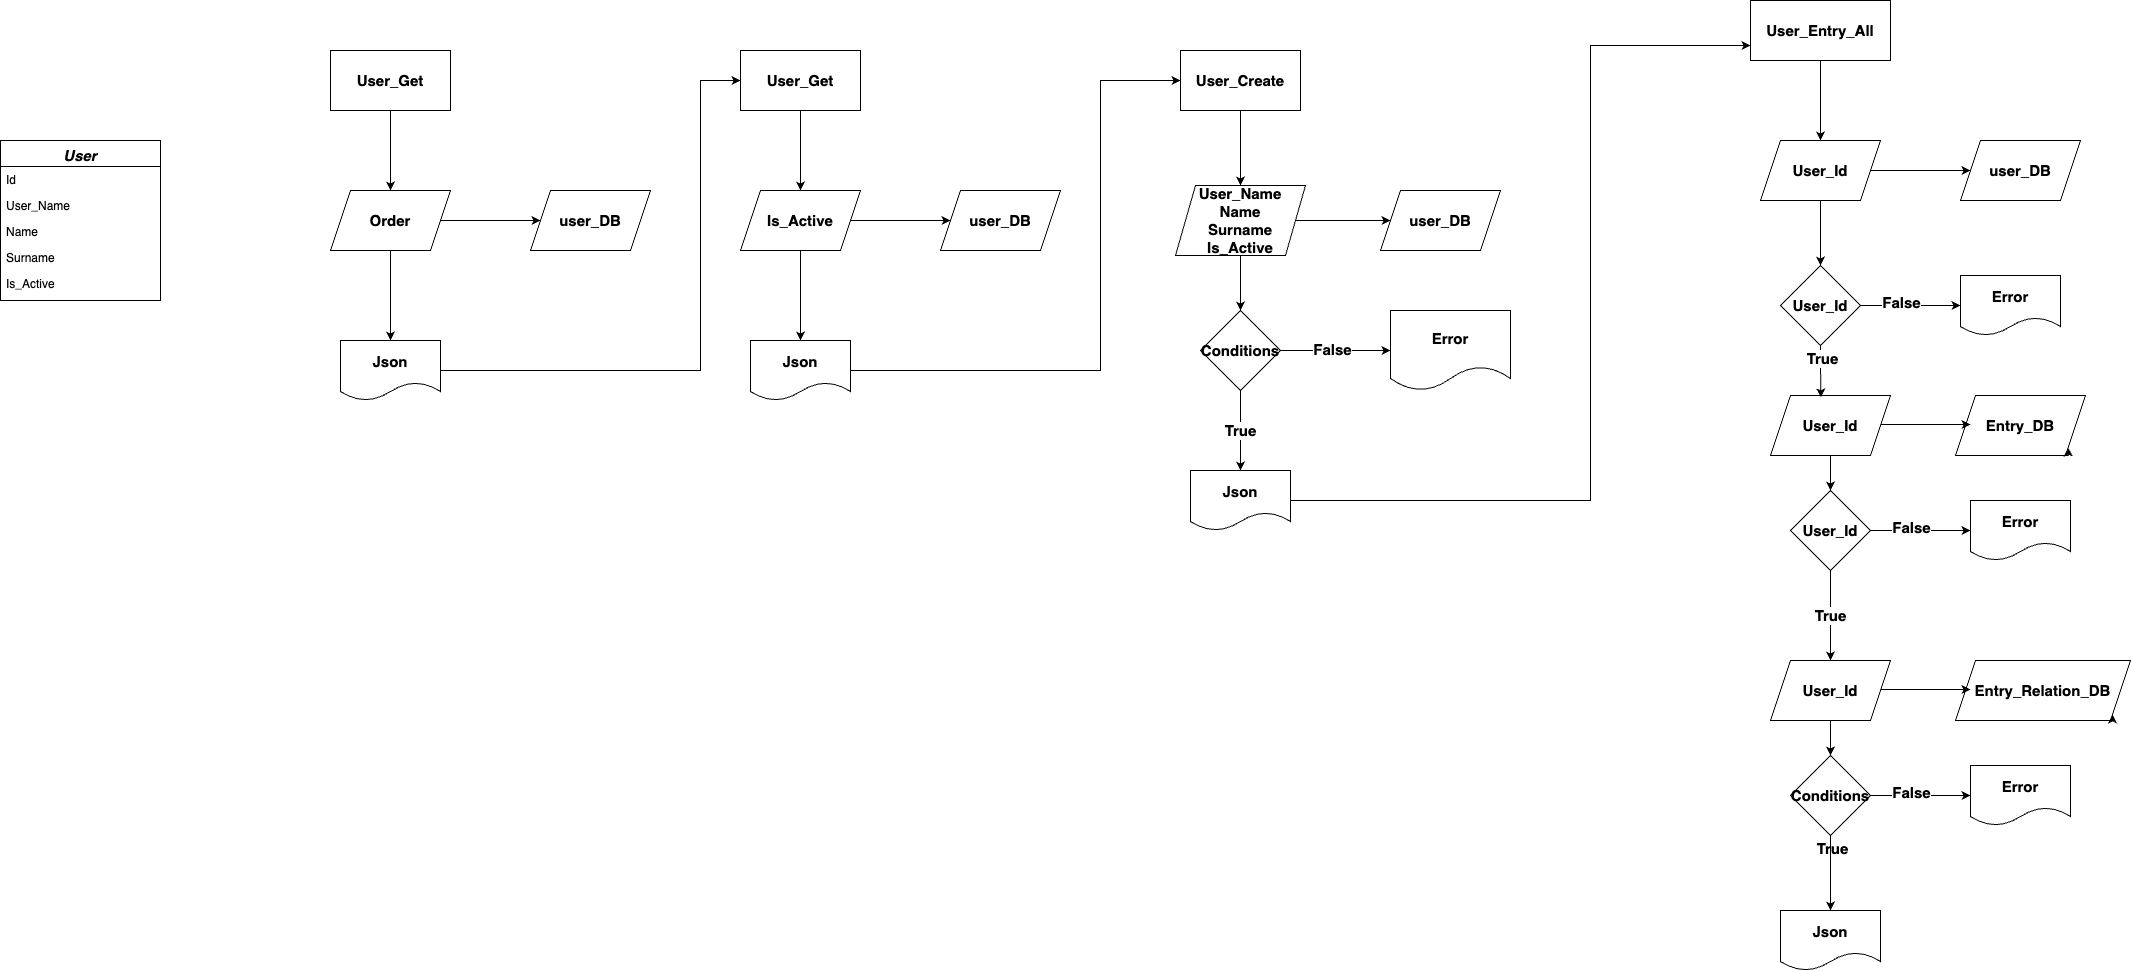 User
Id
User_Name
Name
Surname
Is_Active
User_Get
Order
user_DB
Json
User_Get
Is_Active
user_DB
Json
User_Create
User_Name
Name
Surname
Is_Active
user_DB
Conditions
False
Error
True
Json
User_Entry_All
User_Id
user_DB
User_Id
False
Error
True
User_Id
Entry_DB
User_Id
False
Error
True
User_Id
Entry_Relation_DB
Conditions
False
Error
True
Json